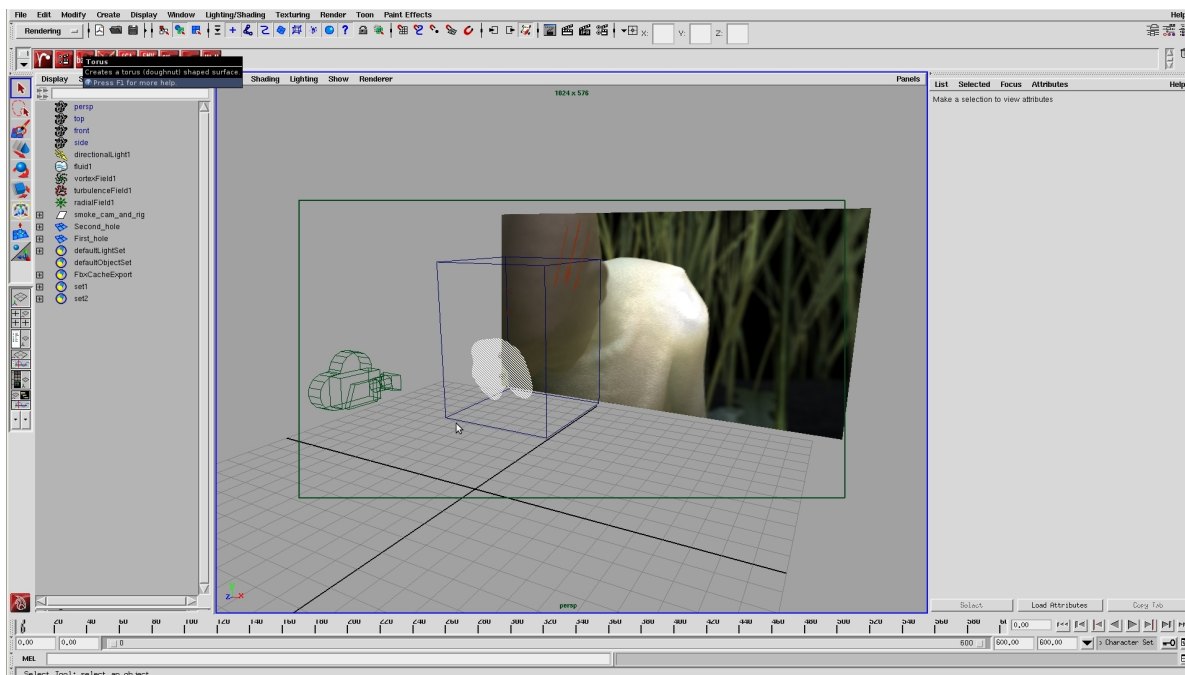 File Edit Modify Create Display Window Lighting/Shading Texturing Render Toon Paint Effects Help
Rendering X: Y: Z:
Torus
Creates a torus (doughnut) shaped surface.
Press F1 for more help
Display Shading Lighting Show Renderer Panels
List Selected Focus Attributes Help
1024 x 576
Make a selection to view attributes
persp
top
front
side
directionalLight1
fluid1
vortexField1
turbulenceField1
radialField1
smoke_cam_and_rig
Second_hole
First_hole
defaultLightSet
defaultObjectSet
FbxCacheExport
set1
set2
z x
persp
Select Load Attributes Copy Tab
20 40 60 80 100 120 140 160 180 200 220 240 260 280 300 320 340 360 380 400 420 440 460 480 500 520 540 560 580 0.00
0.00 0.00 0 600 600.00 600.00 Character Set
MEL
Select Tool: select an object